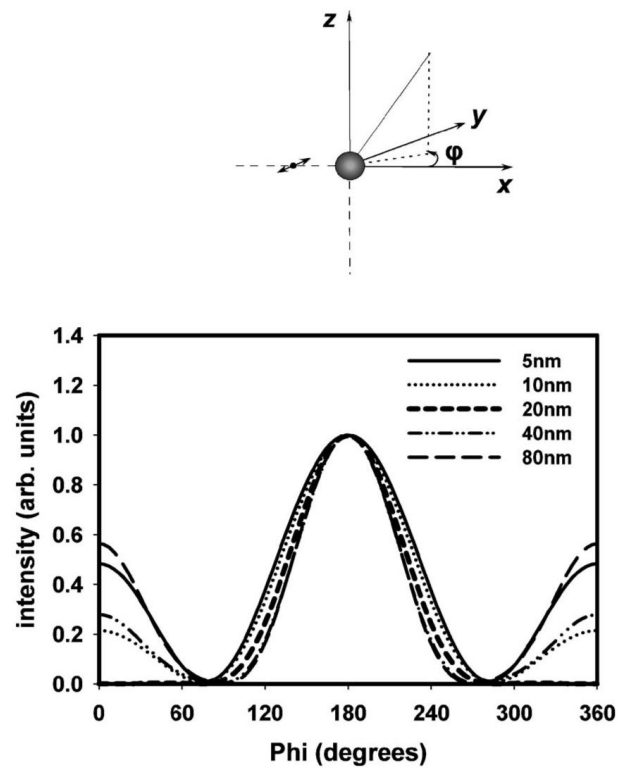 z
y
φ
x
1.4
1.2
1.0
0.8
0.6
0.4
0.2
0.0
intensity (arb. units)
5nm
10nm
20nm
40nm
80nm
0 60 120 180 240 300 360
Phi (degrees)